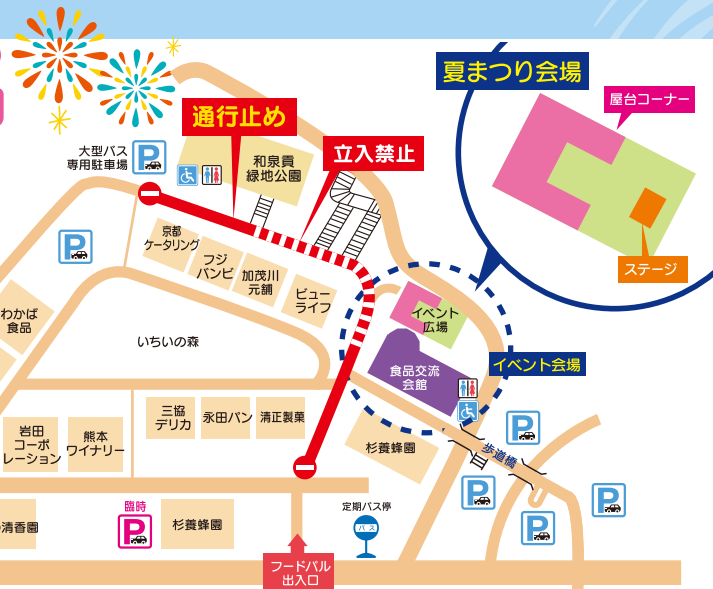 夏まつり会場
屋台コーナー
ステージ
通行止め
立入禁止
大型バス
専用駐車場
P
和泉貢
緑地公園
京都
ケータリング
フジ
バンビ
加茂川
元舗
ビュー
ライフ
P
わかば
食品
いちいの森
イベント
広場
食品交流
会館
イベント会場
三協
デリカ
永田パン
清正製菓
岩田
コーポ
レーション
熊本
ワイナリー
杉養蜂園
歩道橋
P
P
P
P
清香園
臨時
P
杉養蜂園
定期バス停
バス
フードパル
出入口